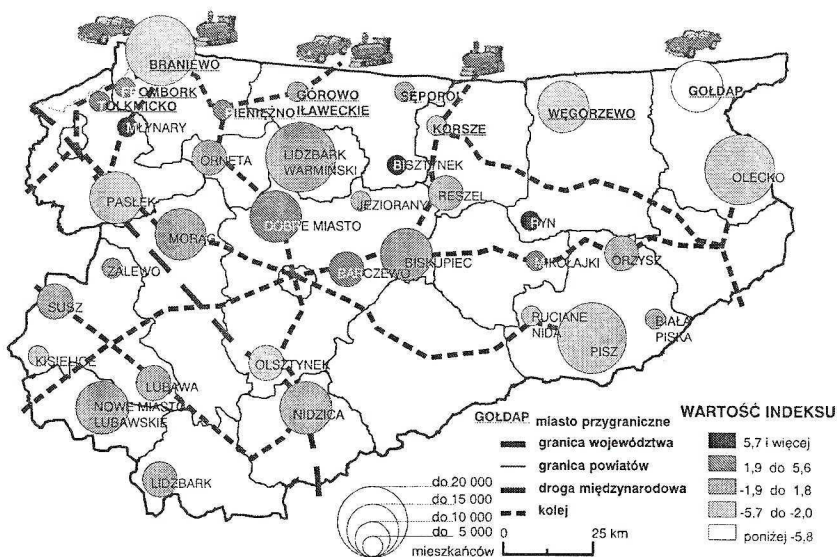 BRANIEWO
GOŁDAP
FROMBORK
TOLKMICKO
GÓROWO
IŁAWECKIE
SĘPOPOL
WĘGORZEWO
PIENIĘŻNO
MŁYNARY
KORSZE
ORNETA
LIDZBARK
WARMIŃSKI
BISZTYNEK
OLECKO
PASŁĘK
JEZIORANY
RESZEL
DOBRE MIASTO
RYN
MORĄG
ZALEWO
BARCZEWO
BISKUPIEC
MIKOŁAJKI
ORZYSZ
SUSZ
RUCIANE
NIDA
BIAŁA
PISKA
KISIELICE
OLSZTYNEK
PISZ
LUBAWA
NOWE MIASTO
LUBAWSKIE
NIDZICA
LIDZBARK
GOŁDAP miasto przygraniczne
granica województwa
granica powiatów
droga międzynarodowa
kolej
0 25 km
do 20 000
do 15 000
do 10 000
do 5 000
mieszkańców
WARTOŚĆ INDEKSU
5,7 i więcej
1,9 do 5,6
-1,9 do 1,8
-5,7 do -2,0
poniżej -5,8